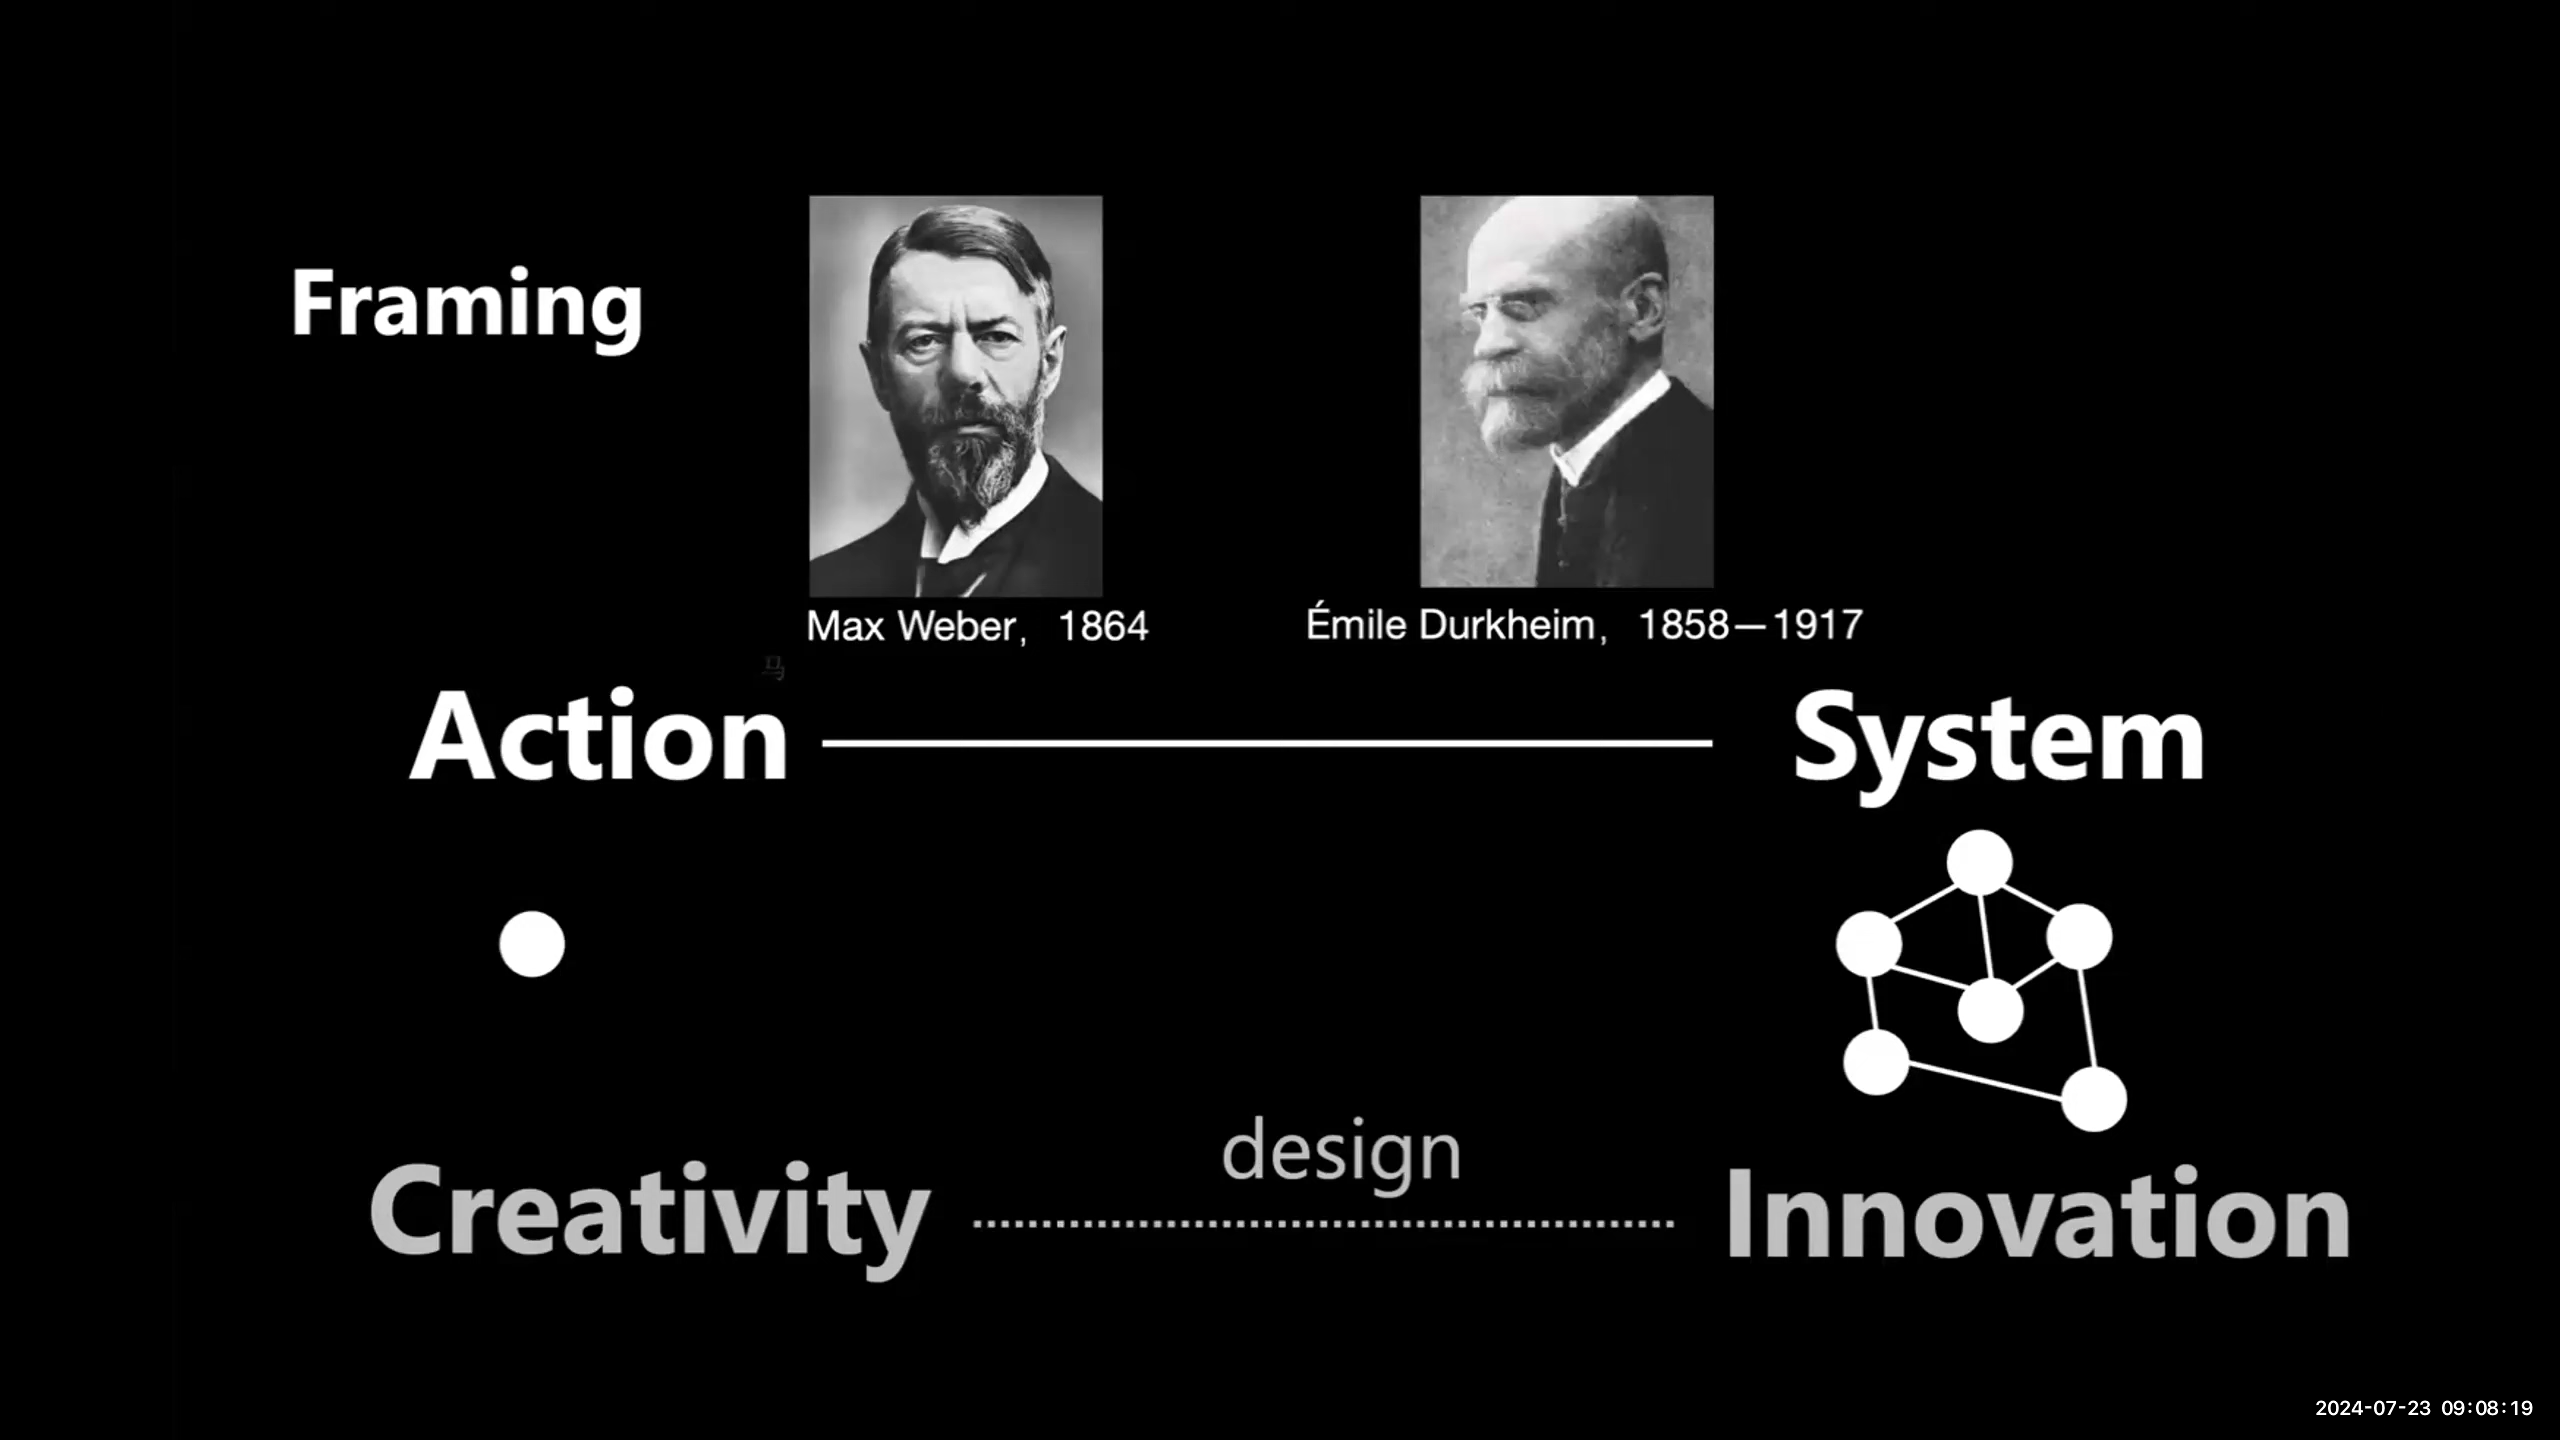 Framing
Max Weber,  1864
Émile Durkheim,  1858—1917
Action
System
design
Creativity
Innovation
2024-07-23 09:08:19